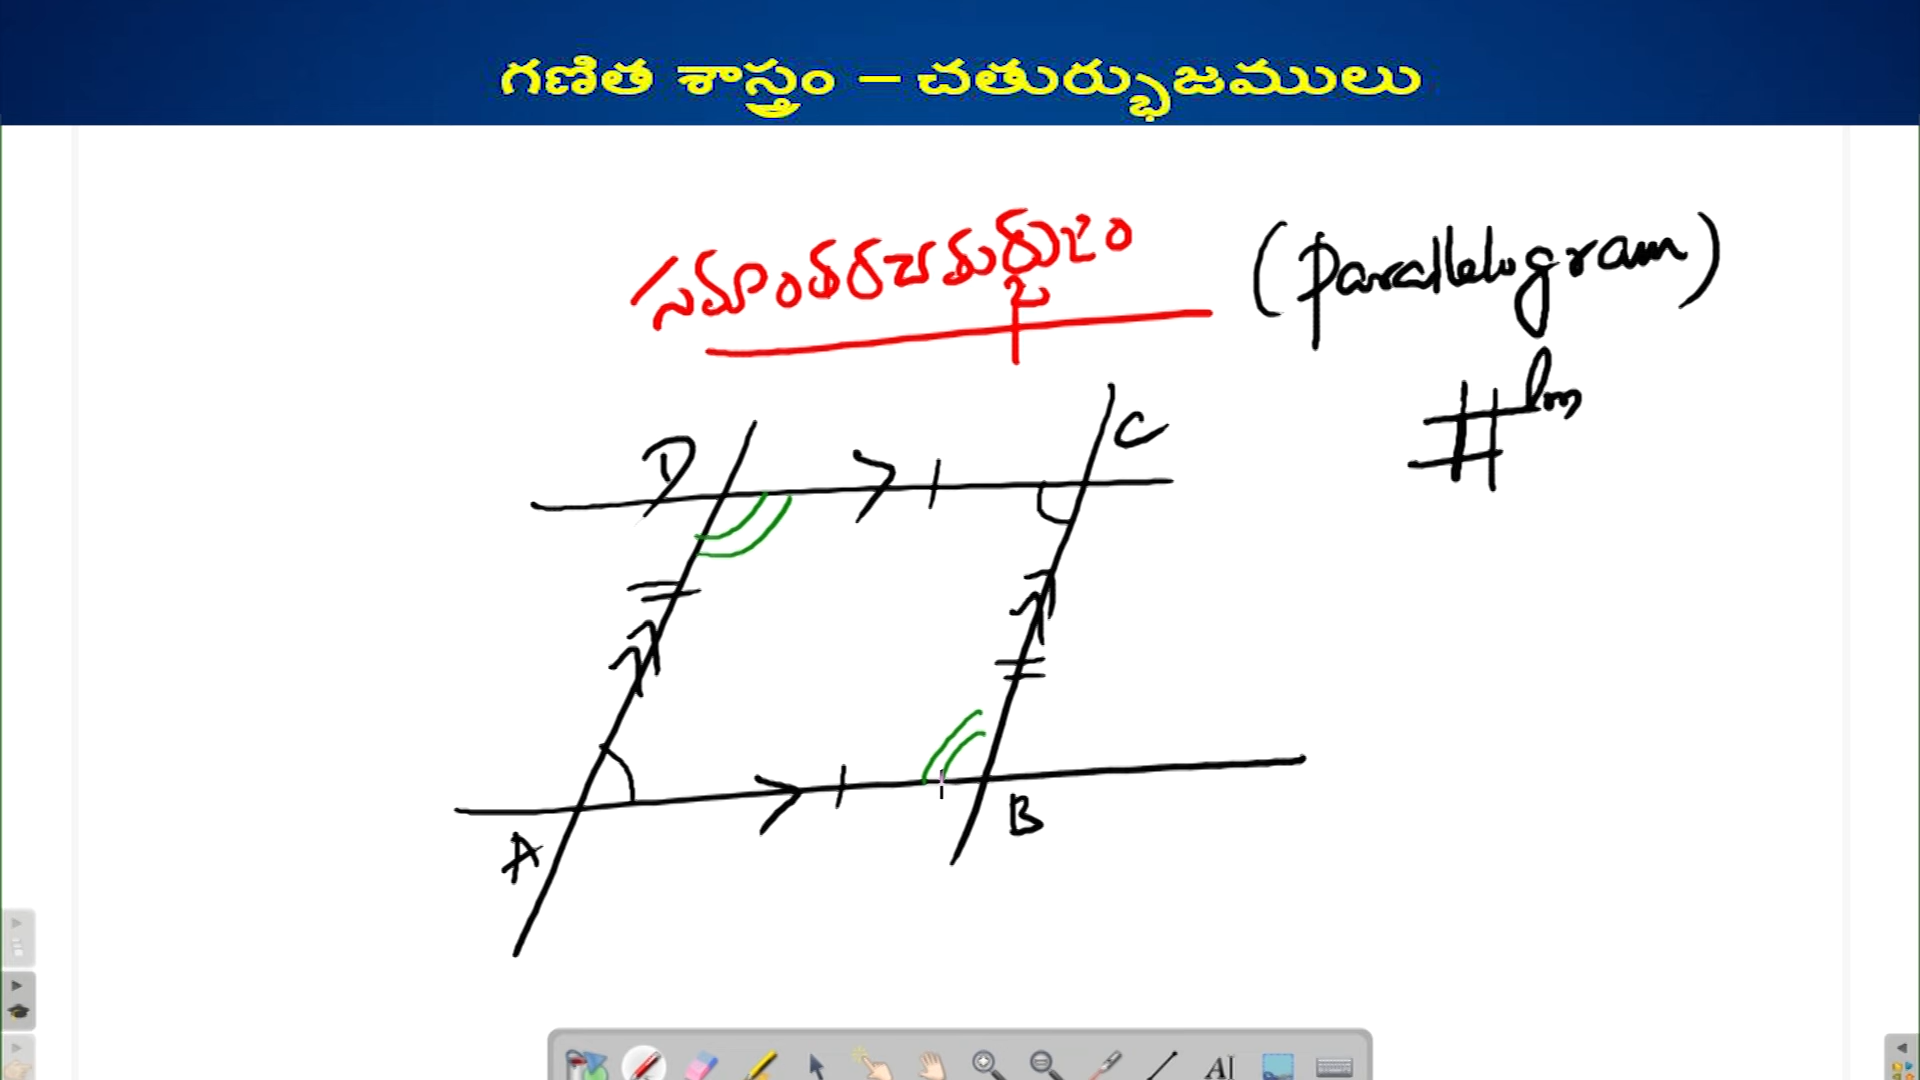 గణిత శాస్త్రం – చతుర్భుజములు
సమాంతరచతుర్భుజం (parallelogram)
#lm
D C
A B